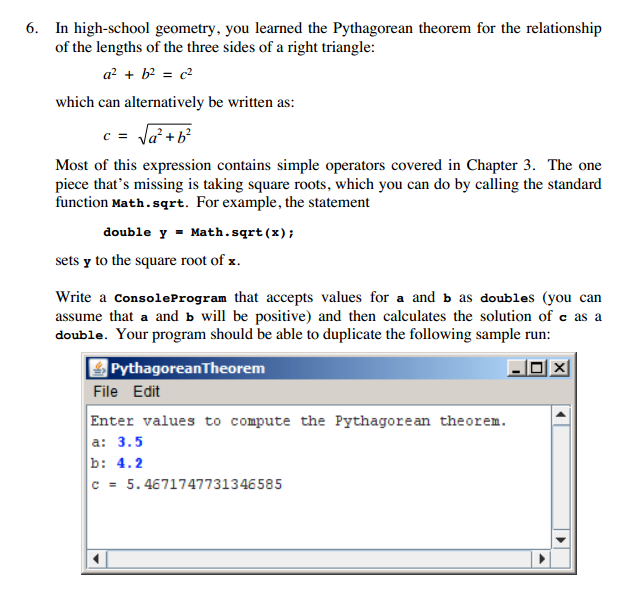 6. In high-school geometry, you learned the Pythagorean theorem for the relationship
of the lengths of the three sides of a right triangle:
a² + b² = c²
which can alternatively be written as:
c = √a² + b²
Most of this expression contains simple operators covered in Chapter 3. The one
piece that's missing is taking square roots, which you can do by calling the standard
function Math.sqrt. For example, the statement
double y = Math.sqrt(x);
sets y to the square root of x.
Write a ConsoleProgram that accepts values for a and b as doubles (you can
assume that a and b will be positive) and then calculates the solution of c as a
double. Your program should be able to duplicate the following sample run:
PythagoreanTheorem
File Edit
Enter values to compute the Pythagorean theorem.
a: 3.5
b: 4.2
c = 5.4671747731346585